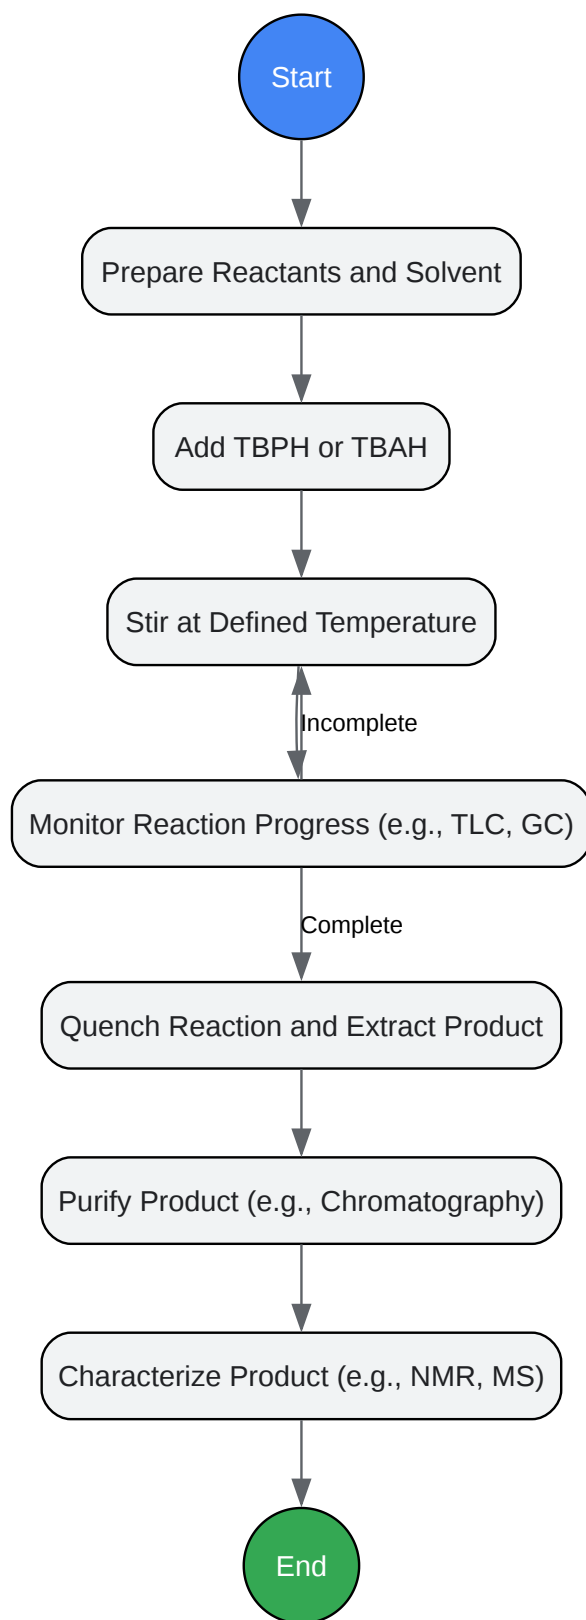 Start
Prepare Reactants and Solvent
Add TBPH or TBAH
Stir at Defined Temperature
Incomplete
Monitor Reaction Progress (e.g., TLC, GC)
Complete
Quench Reaction and Extract Product
Purify Product (e.g., Chromatography)
Characterize Product (e.g., NMR, MS)
End